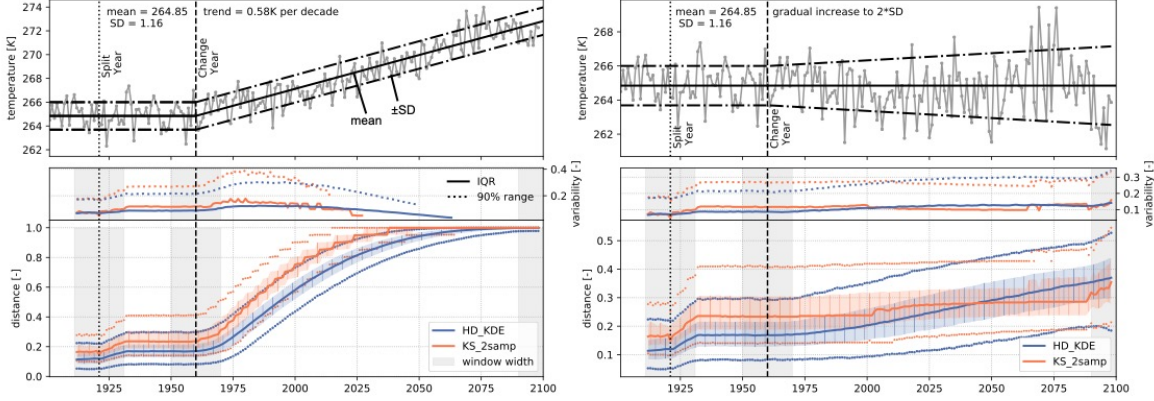 mean = 264.85
SD = 1.16
trend = 0.58K per decade
274
272
270
268
266
264
temperature [K]
Split
Year
Change
Year
±SD
mean
IQR
90% range
0.4
0.2
variability [-]
1.0
0.8
0.6
0.4
0.2
0.0
distance [-]
HD_KDE
KS_2samp
window width
1925
1950
1975
2000
2025
2050
2075
2100
mean = 264.85
SD = 1.16
gradual increase to 2*SD
268
266
264
262
temperature [K]
Split
Year
Change
Year
0.3
0.2
0.1
variability [-]
0.5
0.4
0.3
0.2
0.1
distance [-]
HD_KDE
KS_2samp
1925
1950
1975
2000
2025
2050
2075
2100